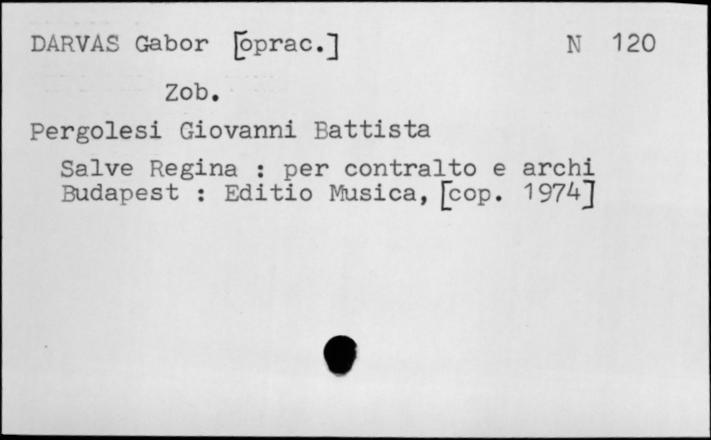 DARVAS Gabor [oprac.] N 120
Zob.
Pergolesi Giovanni Battista
Salve Regina : per contralto e archi
Budapest : Editio Musica, [cop. 1974]